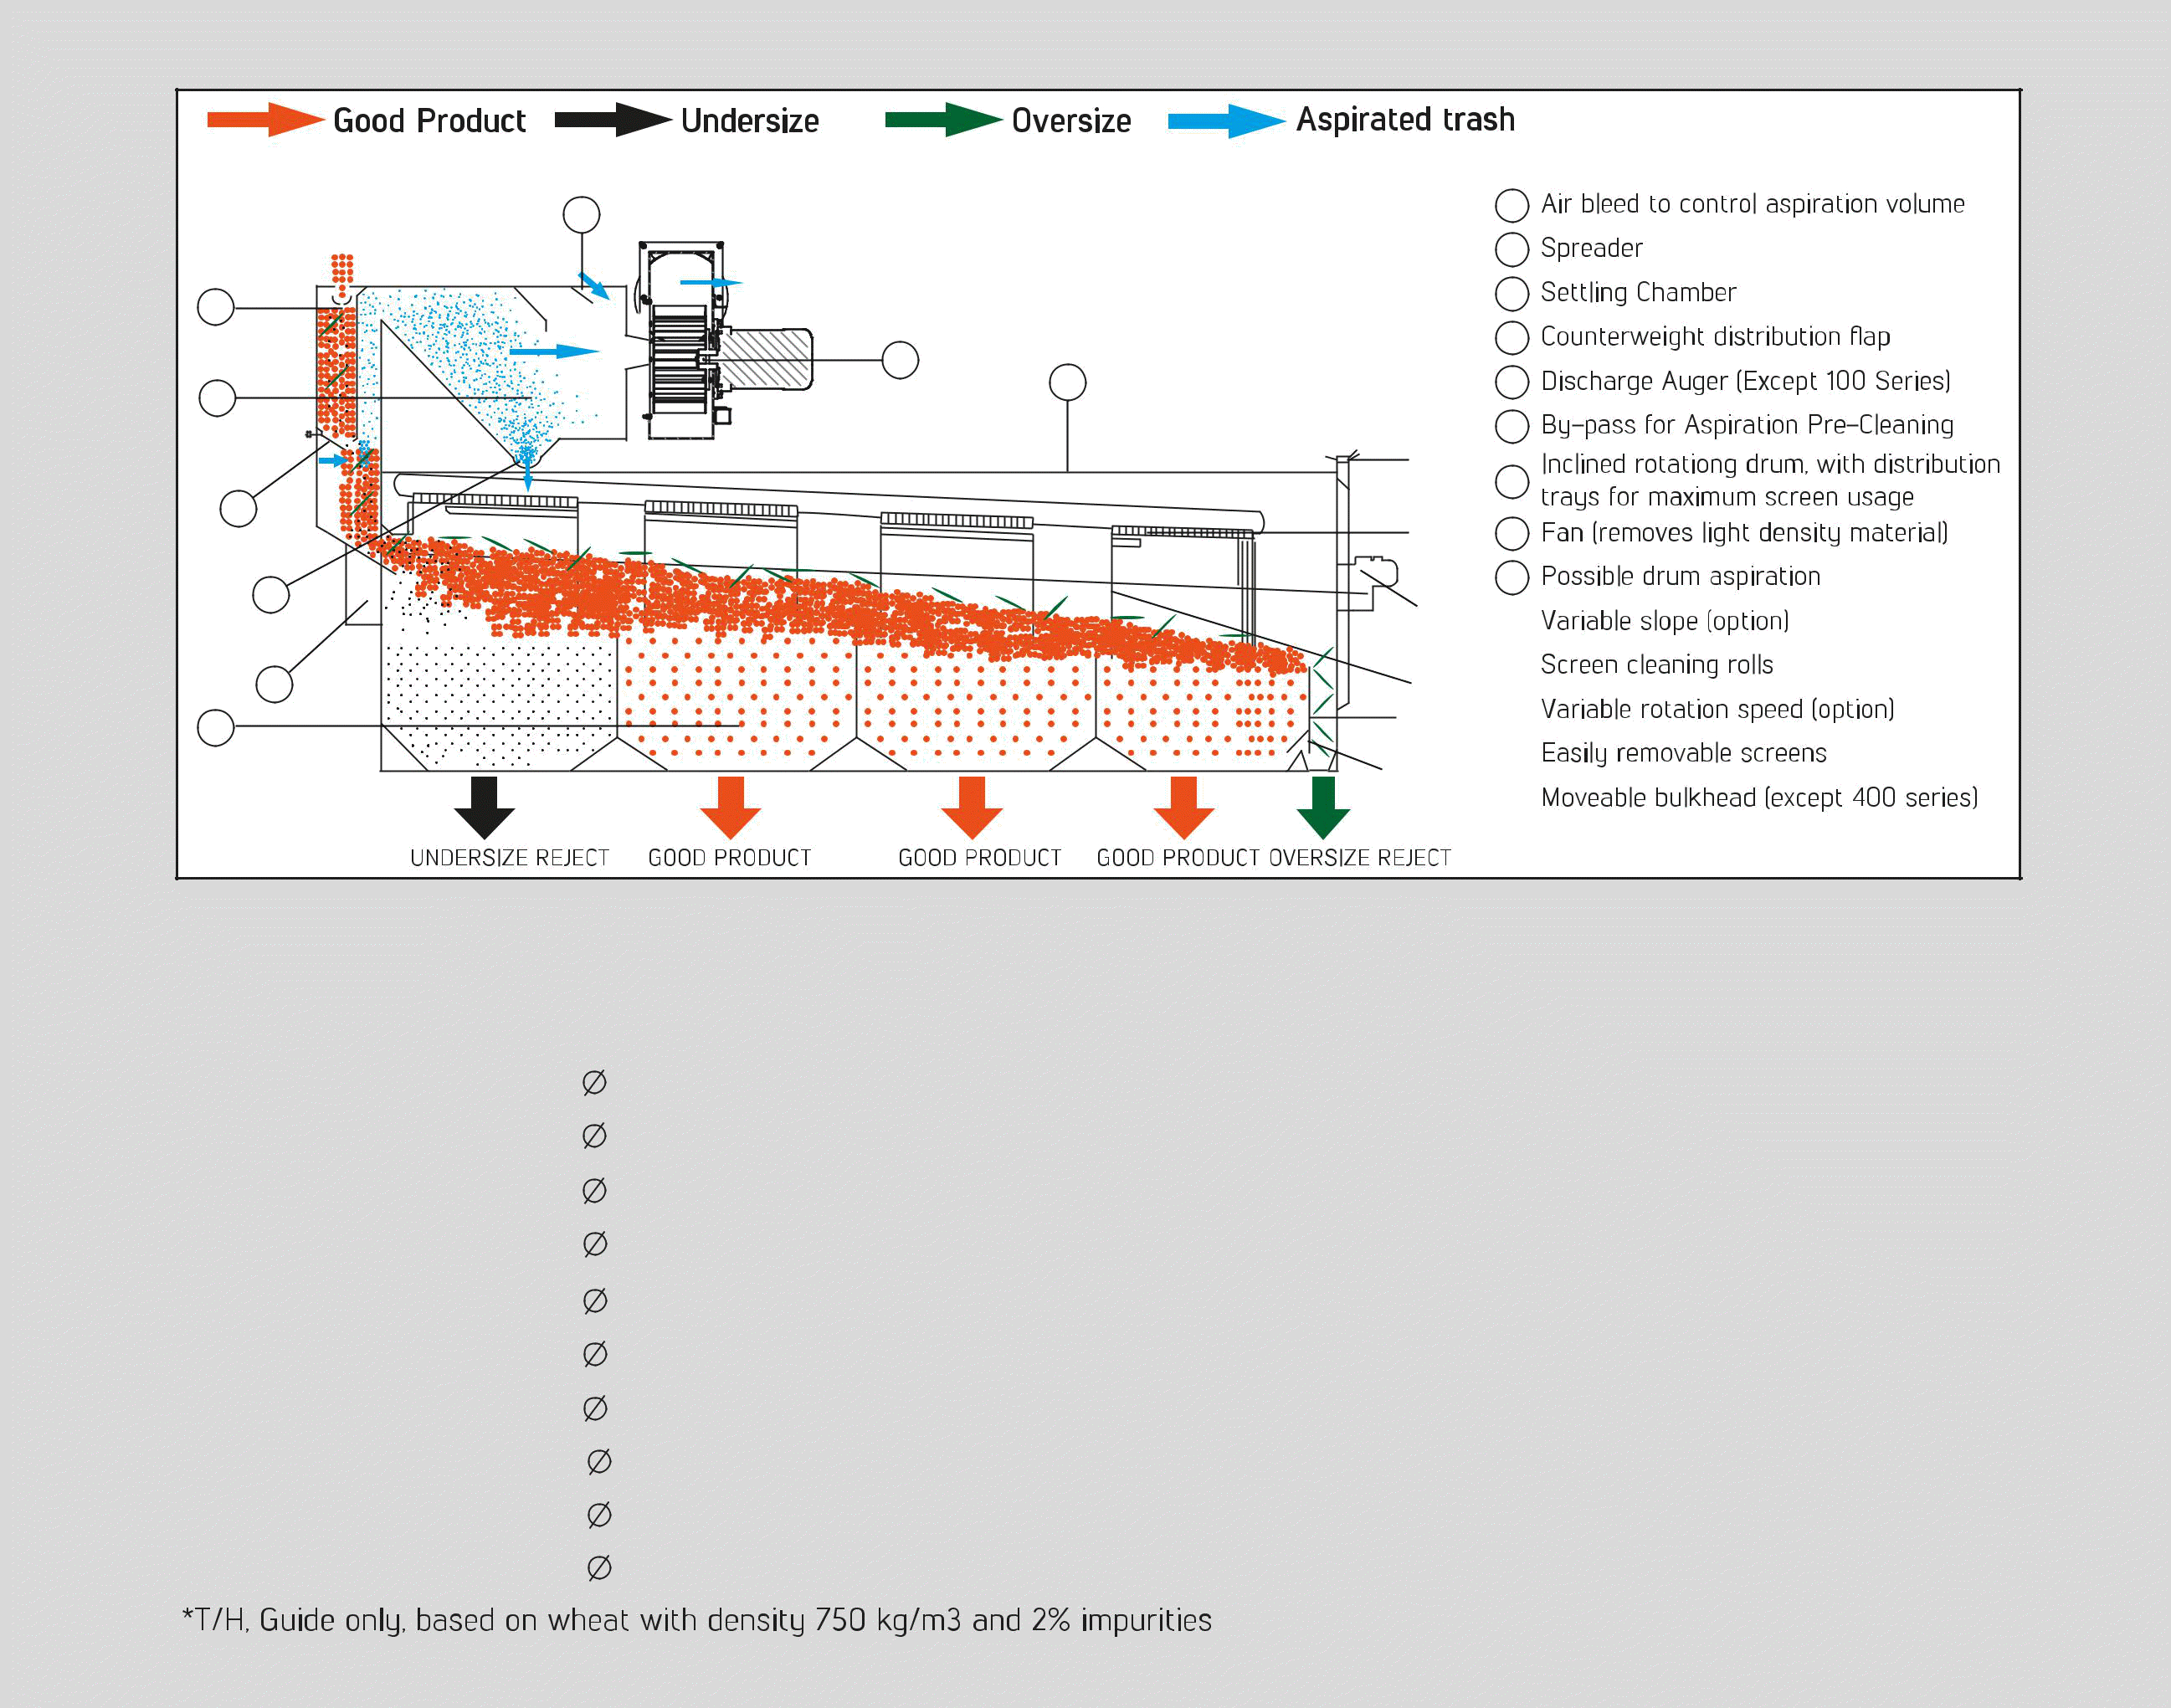 Good Product Undersize Oversize Aspirated trash
Air bleed to control aspiration volume
Spreader
Settling Chamber
Counterweight distribution flap
Discharge Auger (Except 100 Series)
By-pass for Aspiration Pre-Cleaning
Inclined rotationg drum, with distribution
trays for maximum screen usage
Fan (removes light density material)
Possible drum aspiration
Variable slope (option)
Screen cleaning rolls
Variable rotation speed (option)
Easily removable screens
Moveable bulkhead (except 400 series)
UNDERSIZE REJECT GOOD PRODUCT GOOD PRODUCT GOOD PRODUCT OVERSIZE REJECT
Ø
Ø
Ø
Ø
Ø
Ø
Ø
Ø
Ø
Ø
*T/H, Guide only, based on wheat with density 750 kg/m3 and 2% impurities